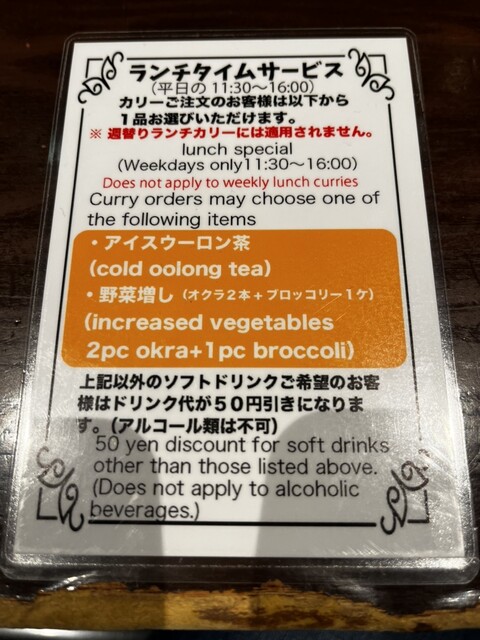 ランチタイムサービス
（平日の 11:30～16:00）
カリーご注文のお客様は以下から
１品お選びいただけます。
※ 週替りランチカリーには適用されません。
lunch special
(Weekdays only11:30～16:00)
Does not apply to weekly lunch curries
Curry orders may choose one of
the following items
・アイスウーロン茶
(cold oolong tea)
・野菜増し（オクラ２本＋ブロッコリー１ケ）
(increased vegetables
2pc okra+1pc broccoli)
上記以外のソフトドリンクご希望のお客
様はドリンク代が５０円引きになりま
す。（アルコール類は不可）
50 yen discount for soft drinks
other than those listed above.
(Does not apply to alcoholic
beverages.)